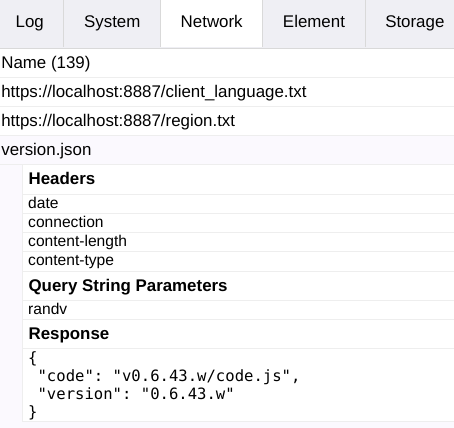 Log System Network Element Storage
Name (139)
https://localhost:8887/client_language.txt
https://localhost:8887/region.txt
version.json
Headers
date
connection
content-length
content-type
Query String Parameters
randv
Response
{
"code": "v0.6.43.w/code.js",
"version": "0.6.43.w"
}